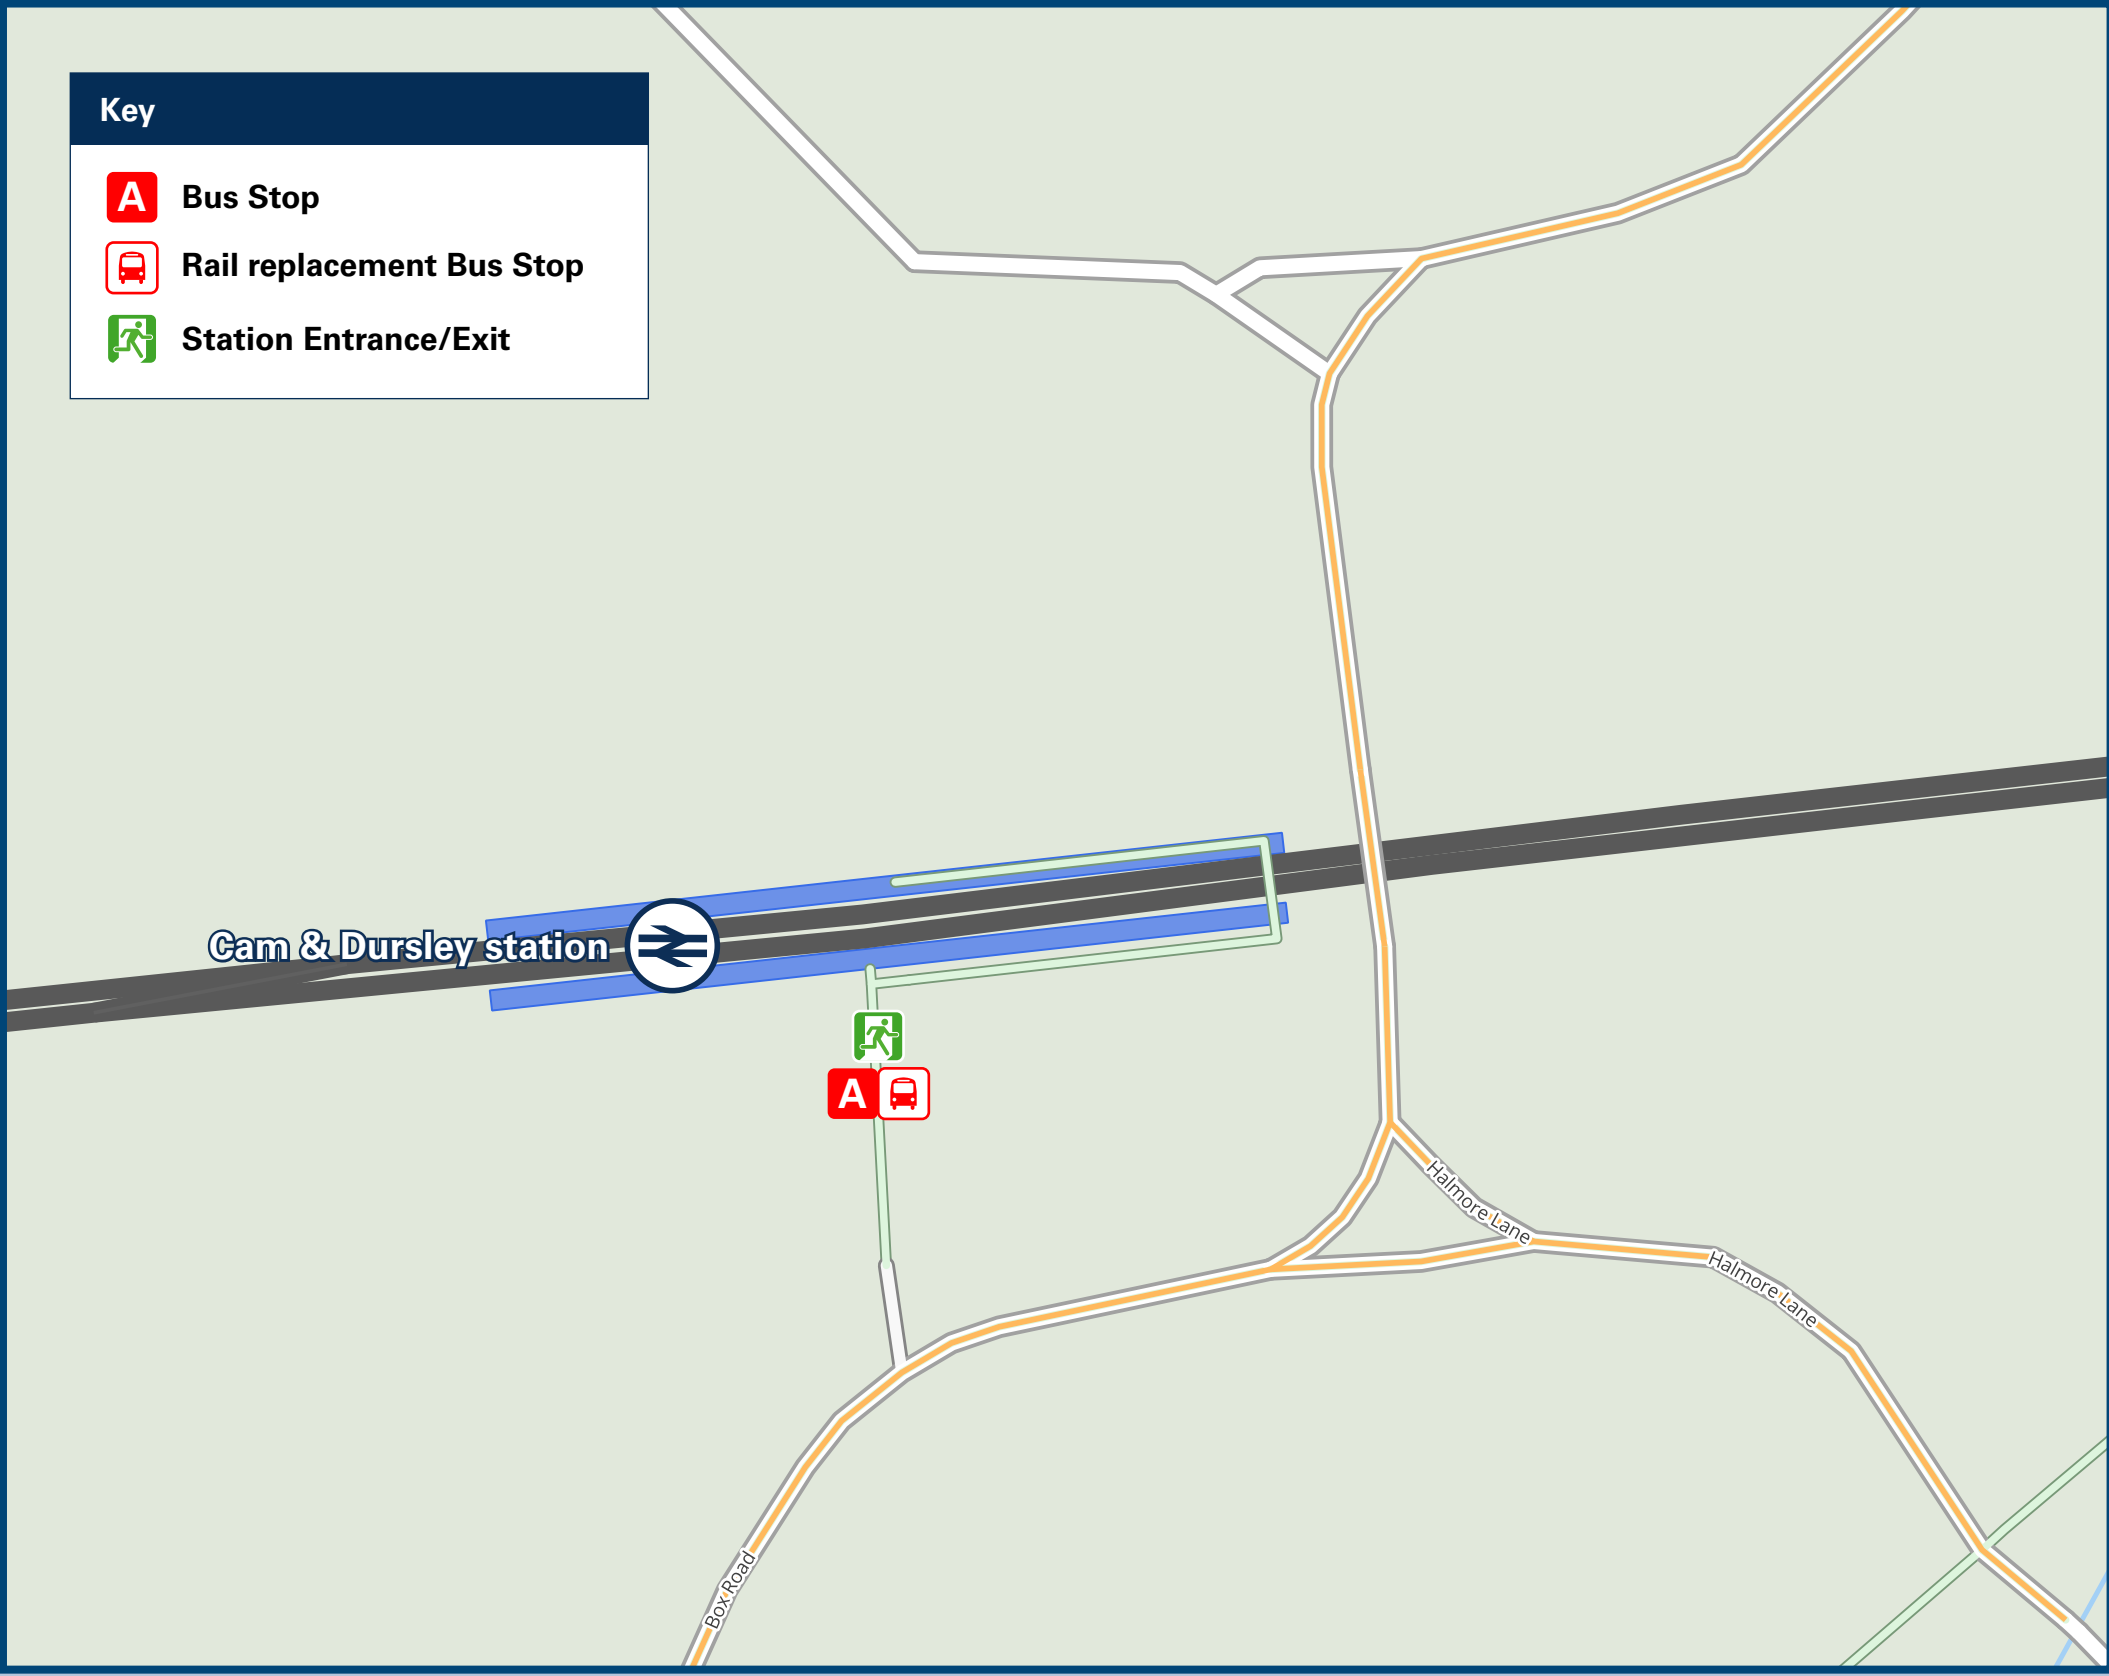 Key
A
Bus Stop
Rail replacement Bus Stop
Station Entrance/Exit
Cam & Dursley station
A
Halmore Lane
Halmore Lane
Box Road